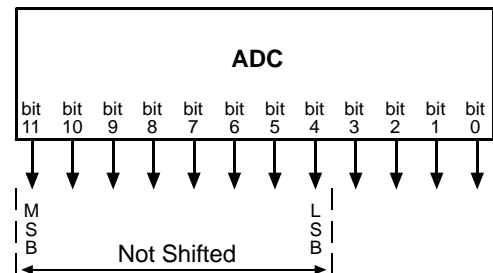 ADC
bit bit bit bit bit bit bit bit bit bit bit bit
11 10 9 8 7 6 5 4 3 2 1 0
MSB LSB
Not Shifted